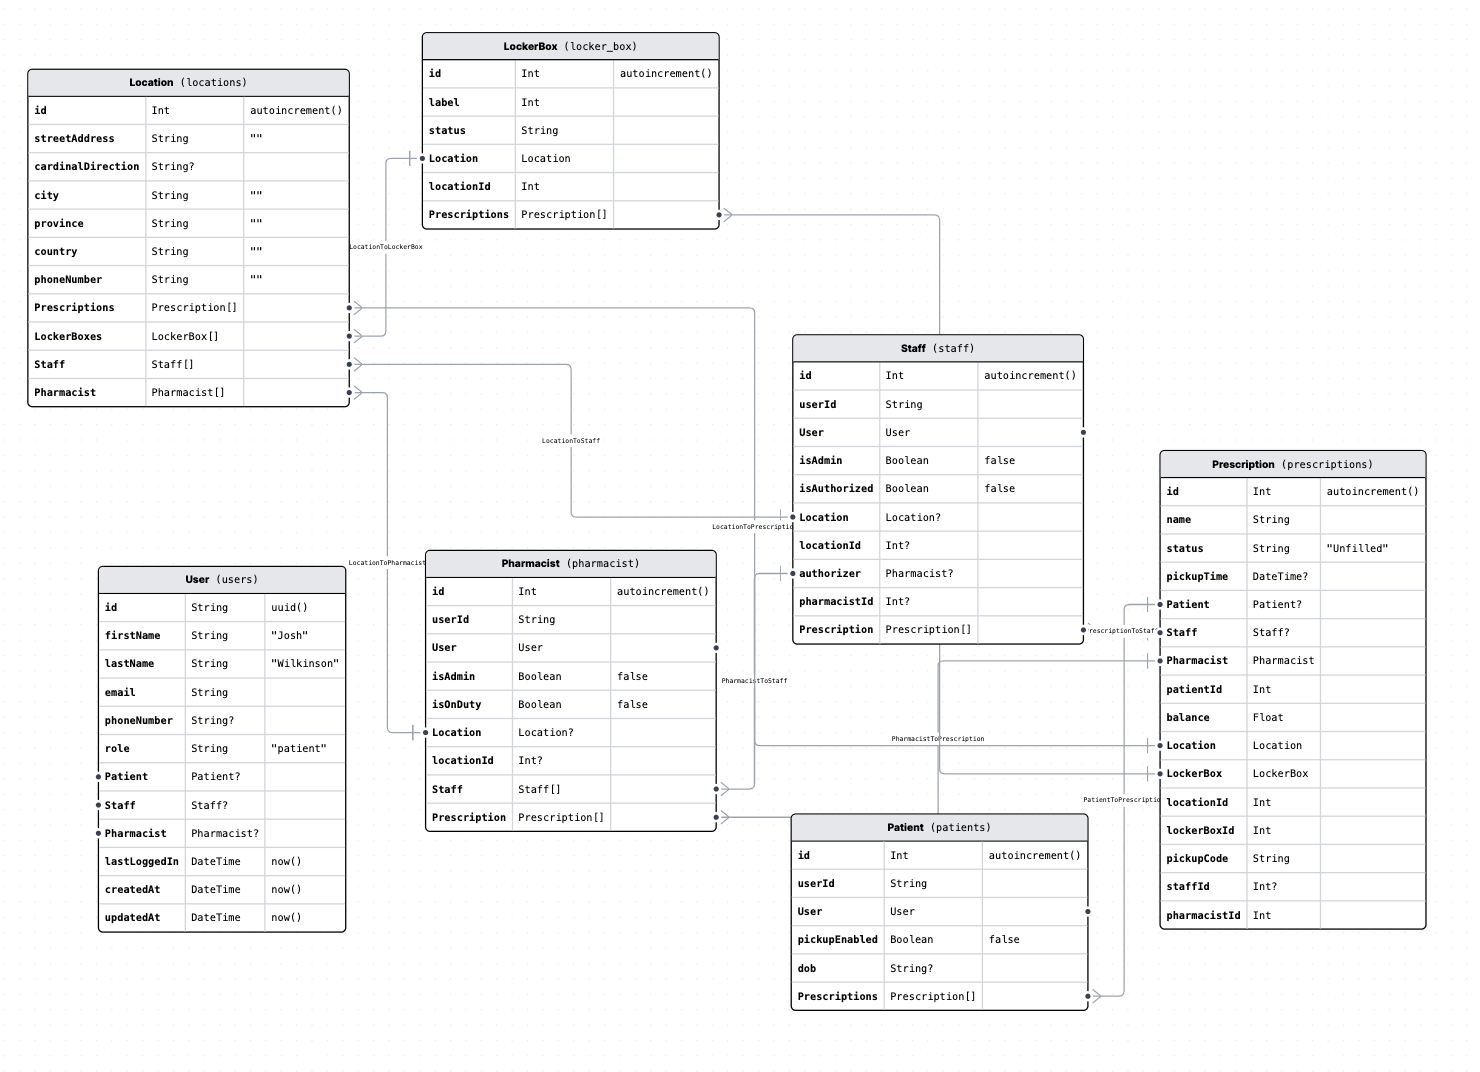 LockerBox (locker_box)
id Int autoincrement()
label Int
status String
Location Location
locationId Int
Prescriptions Prescription[]
Location (locations)
id Int autoincrement()
streetAddress String ""
cardinalDirection String?
city String ""
province String ""
country String ""
phoneNumber String ""
Prescriptions Prescription[]
LockerBoxes LockerBox[]
Staff Staff[]
Pharmacist Pharmacist[]
LocationToLockerBox
Staff (staff)
id Int autoincrement()
userId String
User User
isAdmin Boolean false
isAuthorized Boolean false
Location Location?
locationId Int?
authorizer Pharmacist?
pharmacistId Int?
Prescription Prescription[]
LocationToStaff
LocationToPrescriptio
Prescription (prescriptions)
id Int autoincrement()
name String
status String "Unfilled"
pickupTime DateTime?
Patient Patient?
Staff Staff?
Pharmacist Pharmacist
patientId Int
balance Float
Location Location
LockerBox LockerBox
locationId Int
lockerBoxId Int
pickupCode String
staffId Int?
pharmacistId Int
rescriptionToStaf
LocationToPharmacist
Pharmacist (pharmacist)
id Int autoincrement()
userId String
User User
isAdmin Boolean false
isOnDuty Boolean false
Location Location?
locationId Int?
Staff Staff[]
Prescription Prescription[]
User (users)
id String uuid()
firstName String "Josh"
lastName String "Wilkinson"
email String
phoneNumber String?
role String "patient"
Patient Patient?
Staff Staff?
Pharmacist Pharmacist?
lastLoggedIn DateTime now()
createdAt DateTime now()
updatedAt DateTime now()
PharmacistToStaff
PharmacistToPrescription
PatientToPrescriptio
Patient (patients)
id Int autoincrement()
userId String
User User
pickupEnabled Boolean false
dob String?
Prescriptions Prescription[]